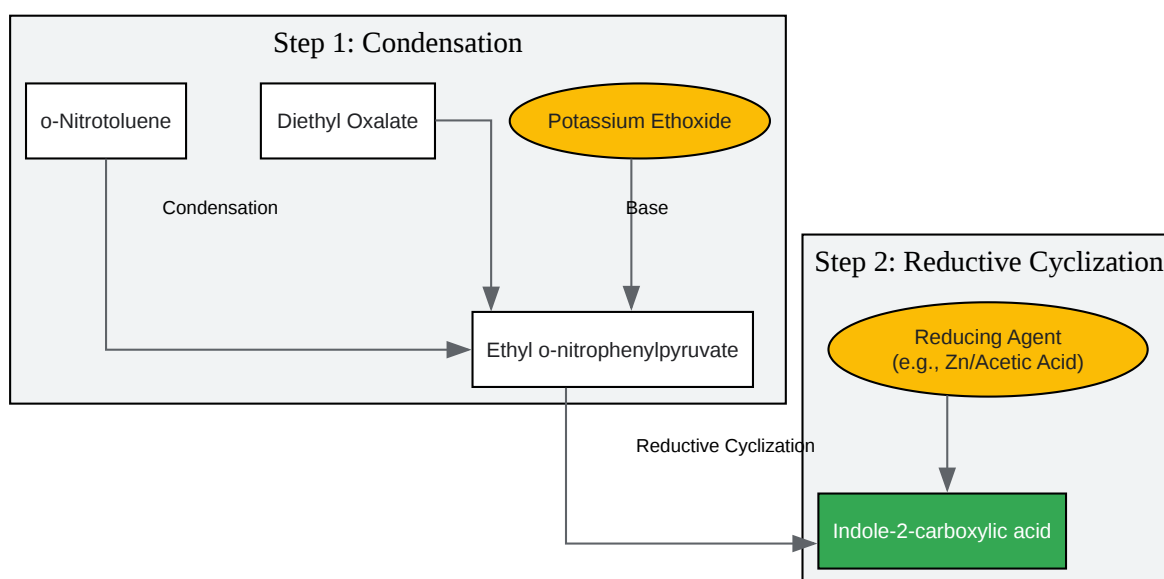 Step 1: Condensation
o-Nitrotoluene
Diethyl Oxalate
Potassium Ethoxide
Condensation
Base
Ethyl o-nitrophenylpyruvate
Step 2: Reductive Cyclization
Reducing Agent
(e.g., Zn/Acetic Acid)
Reductive Cyclization
Indole-2-carboxylic acid